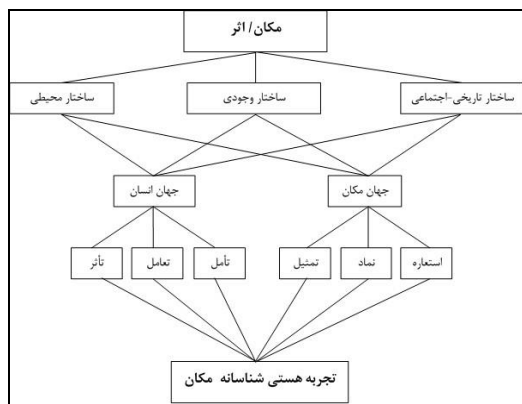 مکان/ اثر
ساختار تاریخی-اجتماعی
ساختار وجودی
ساختار محیطی
جهان مکان
جهان انسان
استعاره
نماد
تمثیل
تأمل
تعامل
تأثر
تجربه هستی شناسانه مکان